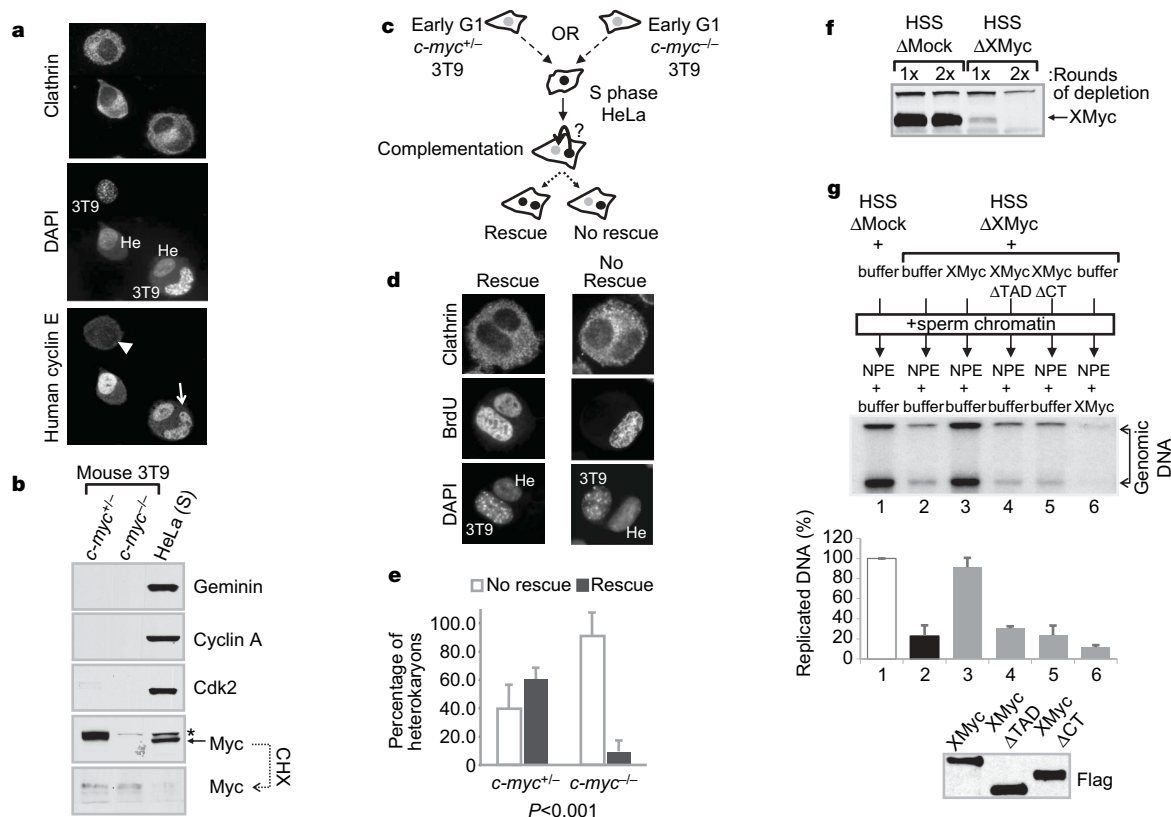 a
Clathrin
DAPI
3T9
He
He
3T9
Human cyclin E
b
Mouse 3T9
c-myc+/–
c-myc–/–
HeLa (S)
Geminin
Cyclin A
Cdk2
*
Myc
CHX
Myc
c
Early G1
c-myc+/–
3T9
OR
Early G1
c-myc–/–
3T9
S phase
HeLa
?
Complementation
Rescue
No rescue
d
Rescue
No
Rescue
Clathrin
BrdU
DAPI
He
3T9
3T9
He
e
No rescue
Rescue
Percentage of
heterokaryons
100.0
80.0
60.0
40.0
20.0
0
c-myc+/–
c-myc–/–
P<0.001
f
HSS
ΔMock
HSS
ΔXMyc
1x 2x 1x 2x
:Rounds
of depletion
XMyc
g
HSS
ΔMock
+
HSS
ΔXMyc
+
buffer buffer XMyc XMyc XMyc buffer
ΔTAD ΔCT
+sperm chromatin
NPE NPE NPE NPE NPE NPE
+ + + + + +
buffer buffer buffer buffer buffer XMyc
Genomic
DNA
1 2 3 4 5 6
Replicated DNA (%)
120
100
80
60
40
20
0
1 2 3 4 5 6
XMyc
XMyc
ΔTAD
XMyc
ΔCT
Flag